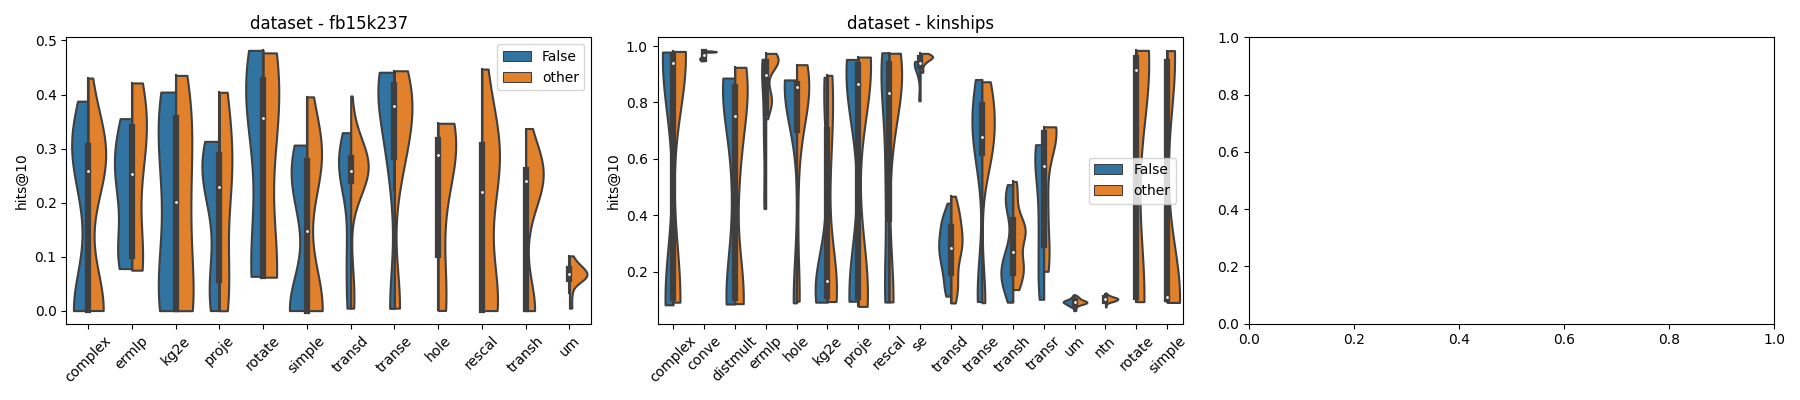 dataset - fb15k237
0.5
0.4
0.3
0.2
0.1
0.0
hits@10
False
other
complex
ermlp
kg2e
proje
rotate
simple
transd
transe
hole
rescal
transh
um
dataset - kinships
1.0
0.8
0.6
0.4
0.2
hits@10
False
other
complex
conve
distmult
ermlp
hole
kg2e
proje
rescal
se
transd
transe
transh
transr
um
ntn
rotate
simple
1.0
0.8
0.6
0.4
0.2
0.0
0.0 0.2 0.4 0.6 0.8 1.0